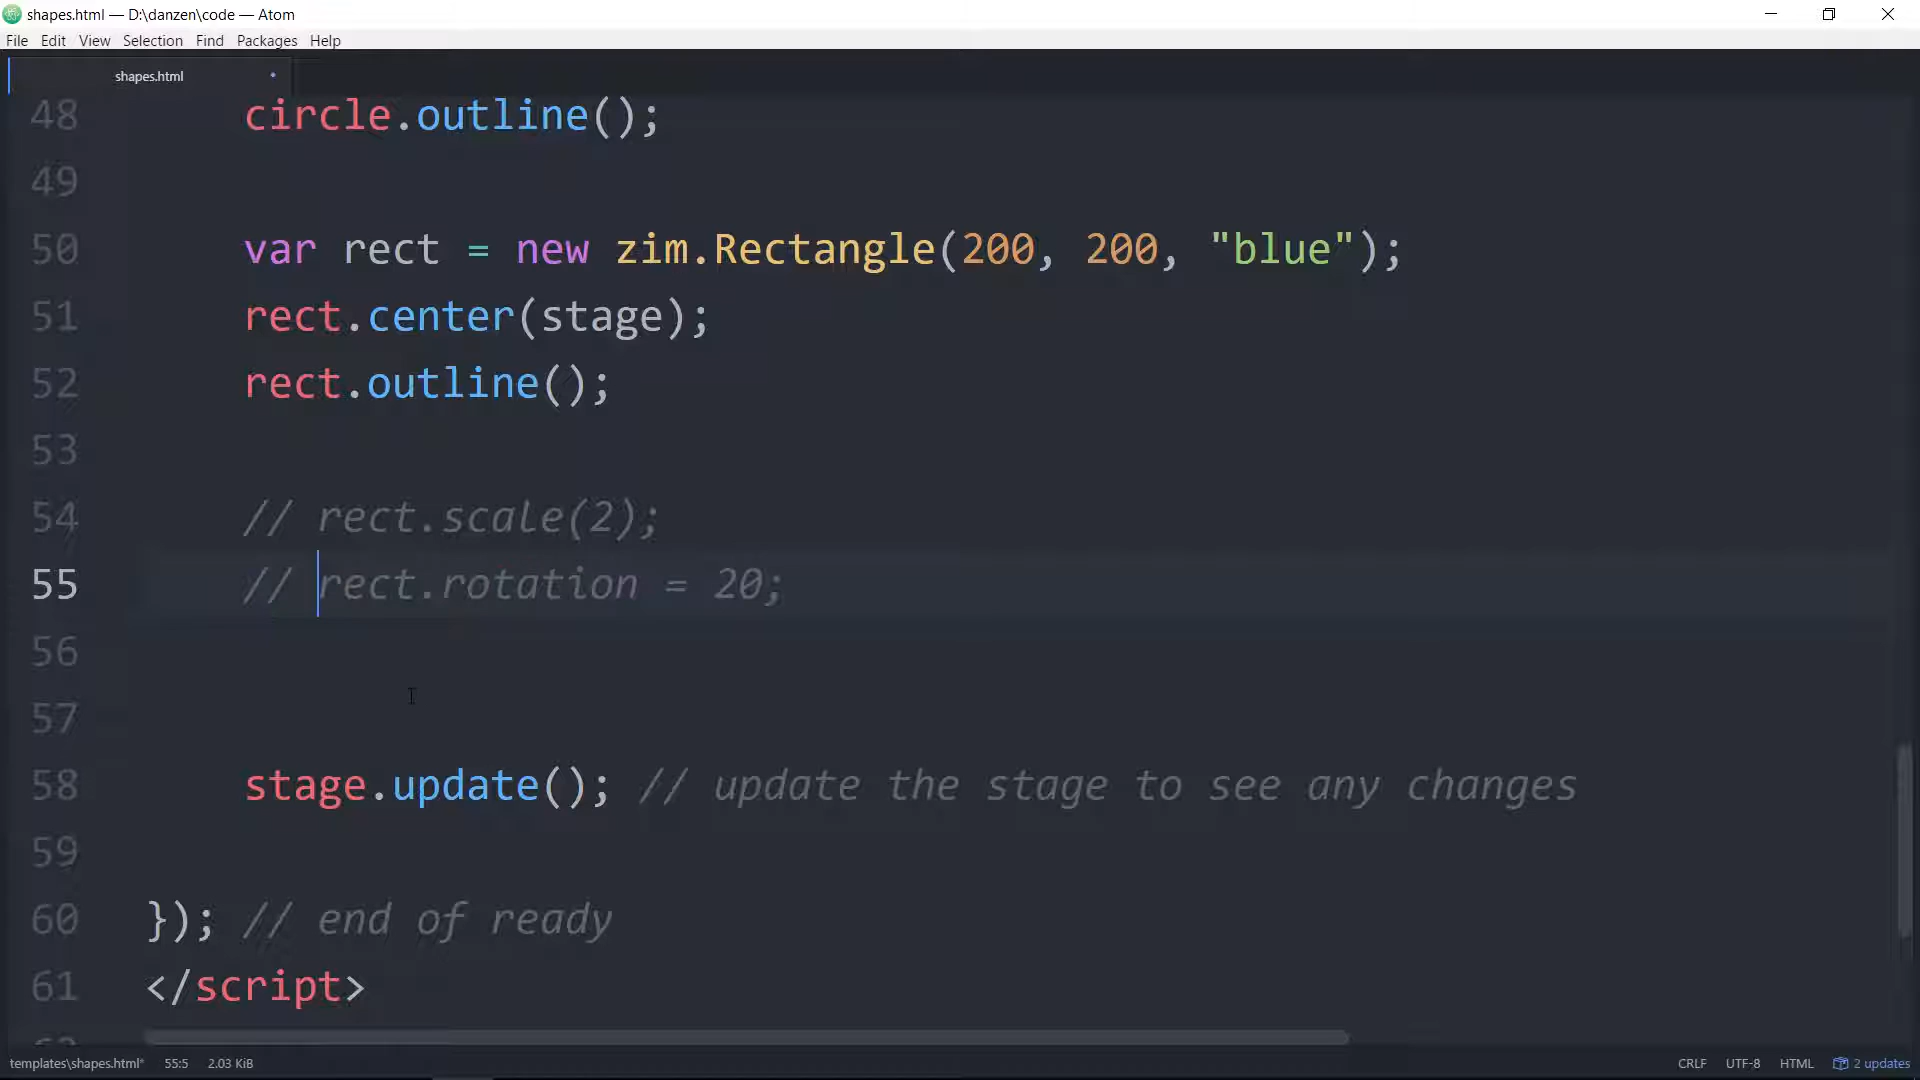 shapes.html — D:\danzen\code — Atom
File Edit View Selection Find Packages Help
shapes.html
48 circle.outline();
49
50 var rect = new zim.Rectangle(200, 200, "blue");
51 rect.center(stage);
52 rect.outline();
53
54 // rect.scale(2);
55 // rect.rotation = 20;
56
57
58 stage.update(); // update the stage to see any changes
59
60 }); // end of ready
61 </script>
templates\shapes.html* 55:5 2.03 KiB CRLF UTF-8 HTML 2 updates